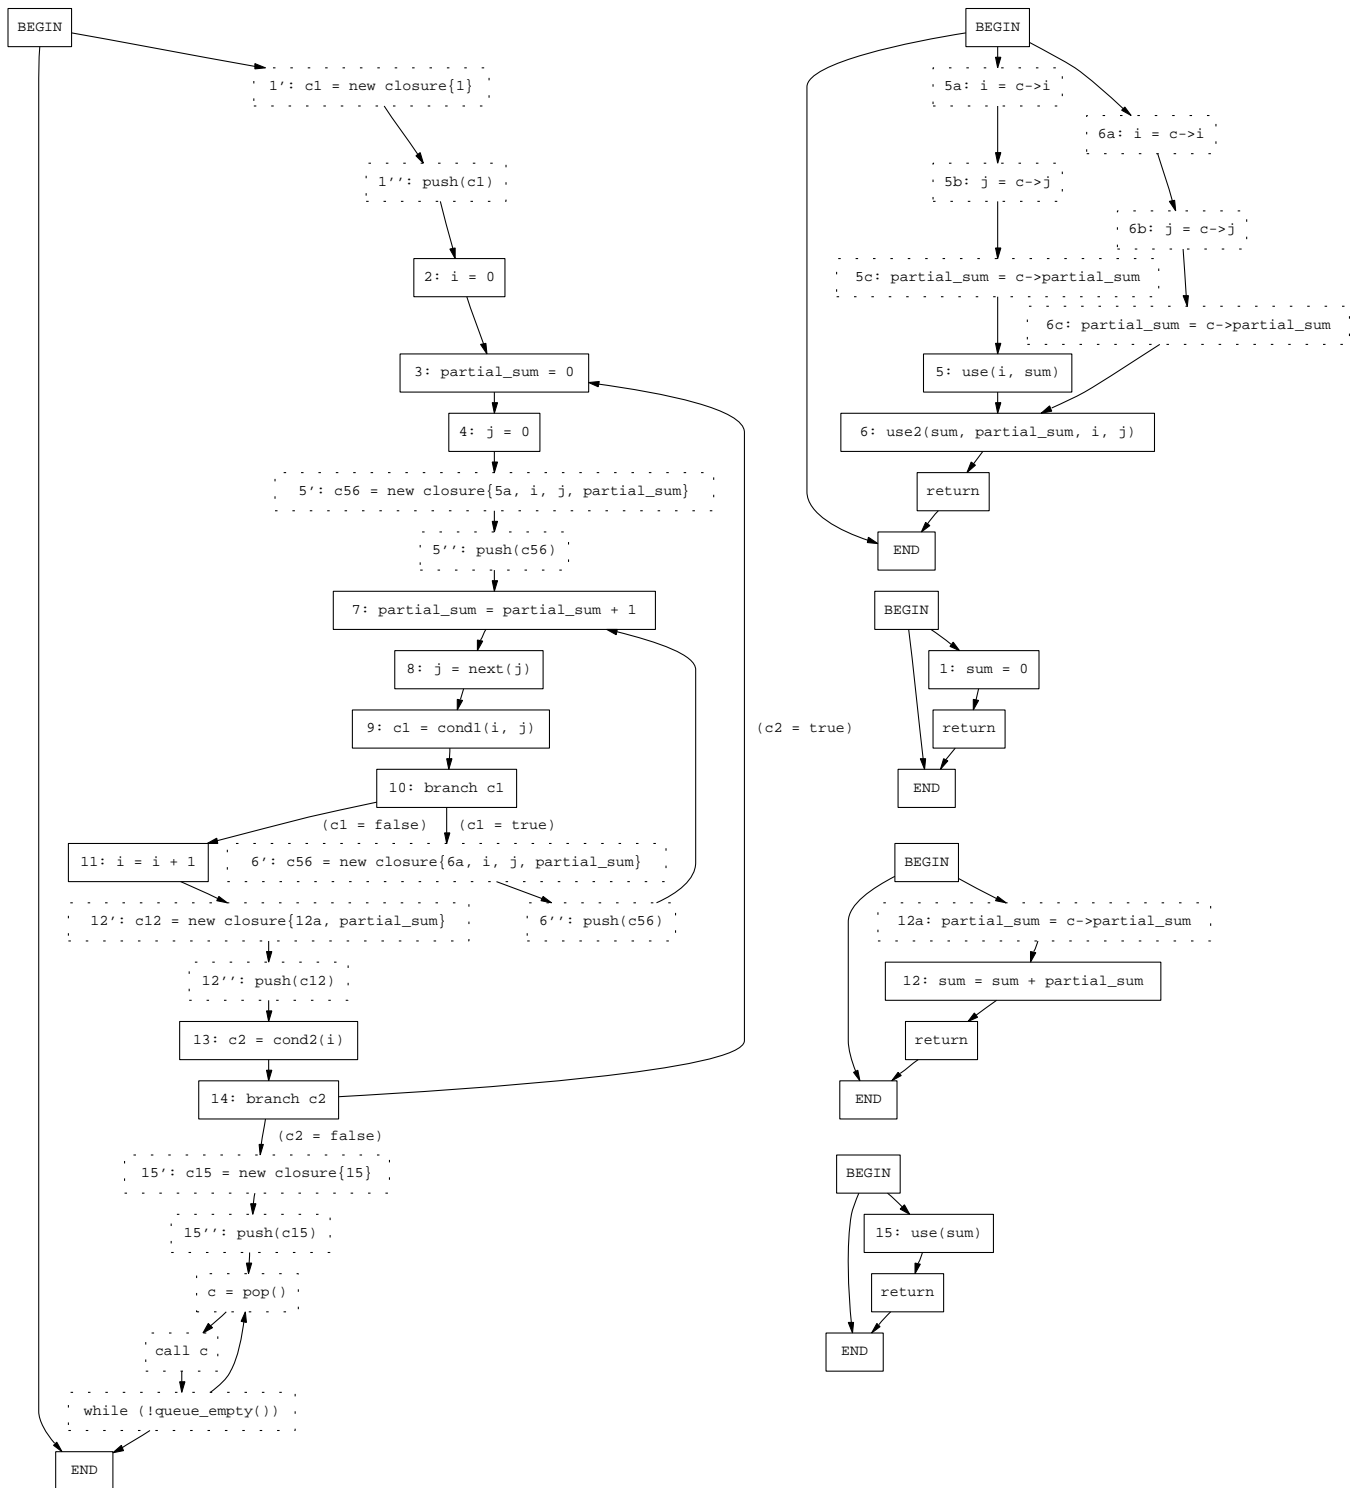 BEGIN
1': c1 = new closure{1}
1'': push(c1)
2: i = 0
3: partial_sum = 0
4: j = 0
5': c56 = new closure{5a, i, j, partial_sum}
5'': push(c56)
7: partial_sum = partial_sum + 1
8: j = next(j)
9: c1 = cond1(i, j)
(c2 = true)
10: branch c1
(c1 = false)
(c1 = true)
11: i = i + 1
6': c56 = new closure{6a, i, j, partial_sum}
12': c12 = new closure{12a, partial_sum}
6'': push(c56)
12'': push(c12)
13: c2 = cond2(i)
14: branch c2
(c2 = false)
15': c15 = new closure{15}
15'': push(c15)
c = pop()
call c
while (!queue_empty())
END
BEGIN
5a: i = c->i
6a: i = c->i
5b: j = c->j
6b: j = c->j
5c: partial_sum = c->partial_sum
6c: partial_sum = c->partial_sum
5: use(i, sum)
6: use2(sum, partial_sum, i, j)
return
END
BEGIN
1: sum = 0
return
END
BEGIN
12a: partial_sum = c->partial_sum
12: sum = sum + partial_sum
return
END
BEGIN
15: use(sum)
return
END